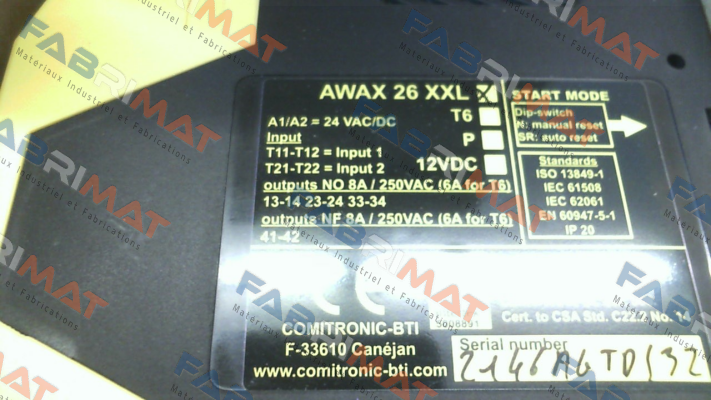 AWAX 26 XXL
T6
A1/A2 = 24 VAC/DC
P
Input
T11-T12 = Input 1
12VDC
T21-T22 = Input 2
outputs NO 8A / 250VAC (6A for T6)
13-14 23-24 33-34
outputs NF 8A / 250VAC (6A for T6)
41-42
START MODE
Dip-switch
N: manual reset
SR: auto reset
Standards
ISO 13849-1
IEC 61508
IEC 62061
EN 60947-5-1
IP 20
CE
COMITRONIC-BTI
F-33610 Canéjan
www.comitronic-bti.com
Cert. to CSA Std. C22.2 No. 14
Serial number
FABRIMAT
Materiaux Industriel et Fabrications